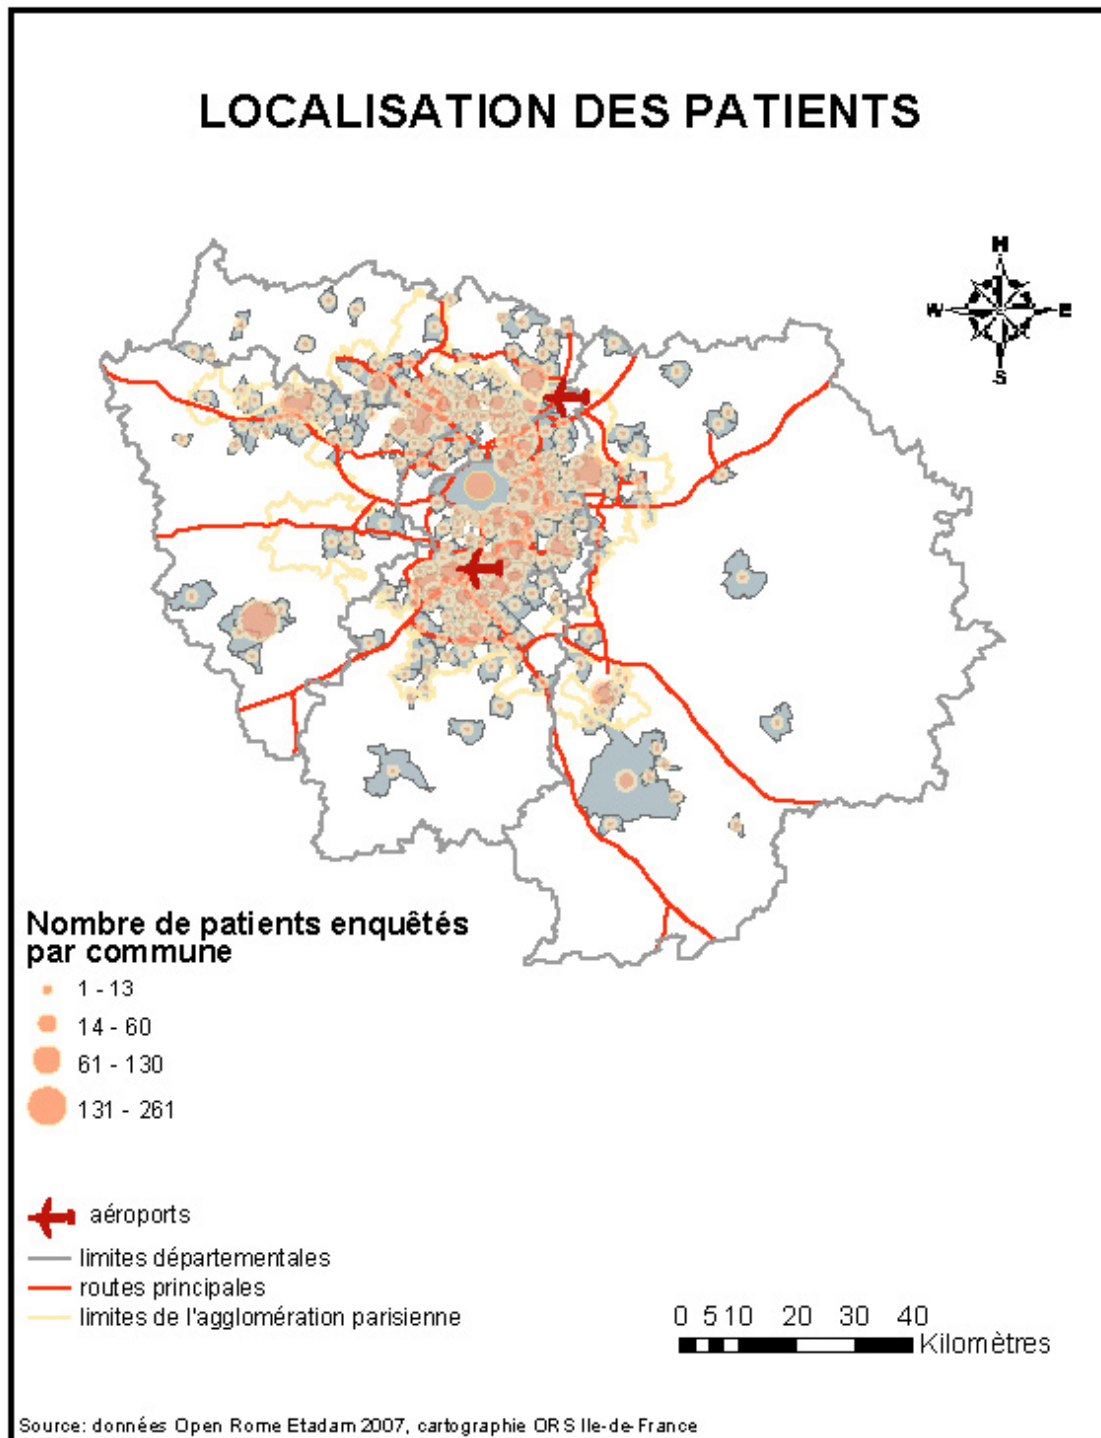 LOCALISATION DES PATIENTS
N
W
E
S
Nombre de patients enquêtés
par commune
1 - 13
14 - 60
61 - 130
131 - 261
aéroports
limites départementales
routes principales
limites de l'agglomération parisienne
0 5 10 20 30 40
Kilomètres
Source: données Open Rome Etadam 2007, cartographie ORS Ile-de-France